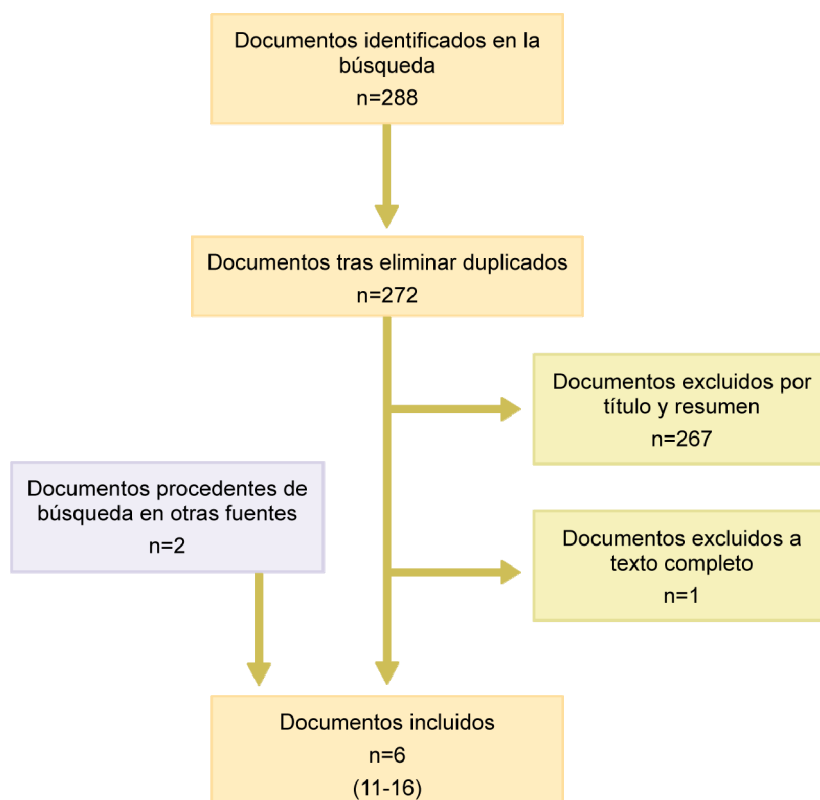 Documentos identificados en la
búsqueda
n=288
Documentos tras eliminar duplicados
n=272
Documentos excluidos por
título y resumen
n=267
Documentos procedentes de
búsqueda en otras fuentes
n=2
Documentos excluidos a
texto completo
n=1
Documentos incluidos
n=6
(11-16)